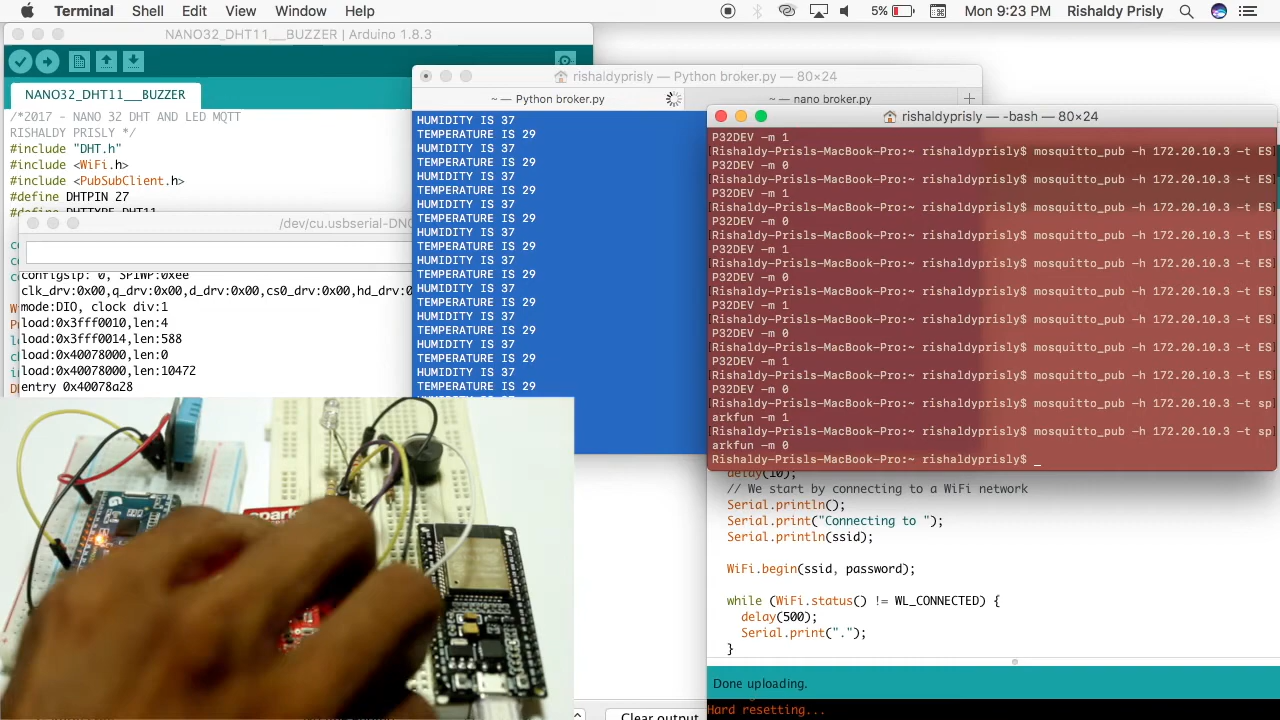 Terminal Shell Edit View Window Help
5% Mon 9:23 PM Rishaldy Prisly
NANO32_DHT11___BUZZER | Arduino 1.8.3
NANO32_DHT11___BUZZER
/*2017 - NANO 32 DHT AND LED MQTT
RISHALDY PRISLY */
#include "DHT.h"
#include <WiFi.h>
#include <PubSubClient.h>
#define DHTPIN 27
/dev/cu.usbserial-DN0
configsip: 0, SPIWP:0xee
clk_drv:0x00,q_drv:0x00,d_drv:0x00,cs0_drv:0x00,hd_drv:0
mode:DIO, clock div:1
load:0x3fff0010,len:4
load:0x3fff0014,len:588
load:0x40078000,len:0
load:0x40078000,len:10472
entry 0x40078a28
rishaldyprisly — Python broker.py — 80×24
~ — Python broker.py
~ — nano broker.py
HUMIDITY IS 37
TEMPERATURE IS 29
HUMIDITY IS 37
TEMPERATURE IS 29
HUMIDITY IS 37
TEMPERATURE IS 29
HUMIDITY IS 37
TEMPERATURE IS 29
HUMIDITY IS 37
TEMPERATURE IS 29
HUMIDITY IS 37
TEMPERATURE IS 29
HUMIDITY IS 37
TEMPERATURE IS 29
HUMIDITY IS 37
TEMPERATURE IS 29
HUMIDITY IS 37
TEMPERATURE IS 29
HUMIDITY IS 37
TEMPERATURE IS 29
rishaldyprisly — -bash — 80×24
P32DEV -m 1
Rishaldy-Prisls-MacBook-Pro:~ rishaldyprisly$ mosquitto_pub -h 172.20.10.3 -t ES
P32DEV -m 0
Rishaldy-Prisls-MacBook-Pro:~ rishaldyprisly$ mosquitto_pub -h 172.20.10.3 -t ES
P32DEV -m 1
Rishaldy-Prisls-MacBook-Pro:~ rishaldyprisly$ mosquitto_pub -h 172.20.10.3 -t ES
P32DEV -m 0
Rishaldy-Prisls-MacBook-Pro:~ rishaldyprisly$ mosquitto_pub -h 172.20.10.3 -t ES
P32DEV -m 1
Rishaldy-Prisls-MacBook-Pro:~ rishaldyprisly$ mosquitto_pub -h 172.20.10.3 -t ES
P32DEV -m 0
Rishaldy-Prisls-MacBook-Pro:~ rishaldyprisly$ mosquitto_pub -h 172.20.10.3 -t ES
P32DEV -m 1
Rishaldy-Prisls-MacBook-Pro:~ rishaldyprisly$ mosquitto_pub -h 172.20.10.3 -t ES
P32DEV -m 0
Rishaldy-Prisls-MacBook-Pro:~ rishaldyprisly$ mosquitto_pub -h 172.20.10.3 -t ES
P32DEV -m 1
Rishaldy-Prisls-MacBook-Pro:~ rishaldyprisly$ mosquitto_pub -h 172.20.10.3 -t ES
P32DEV -m 0
Rishaldy-Prisls-MacBook-Pro:~ rishaldyprisly$ mosquitto_pub -h 172.20.10.3 -t sp
arkfun -m 1
Rishaldy-Prisls-MacBook-Pro:~ rishaldyprisly$ mosquitto_pub -h 172.20.10.3 -t sp
arkfun -m 0
Rishaldy-Prisls-MacBook-Pro:~ rishaldyprisly$ _
delay(10);
// We start by connecting to a WiFi network
Serial.println();
Serial.print("Connecting to ");
Serial.println(ssid);
WiFi.begin(ssid, password);
while (WiFi.status() != WL_CONNECTED) {
delay(500);
Serial.print(".");
}
Done uploading.
Hard resetting...
Clear output